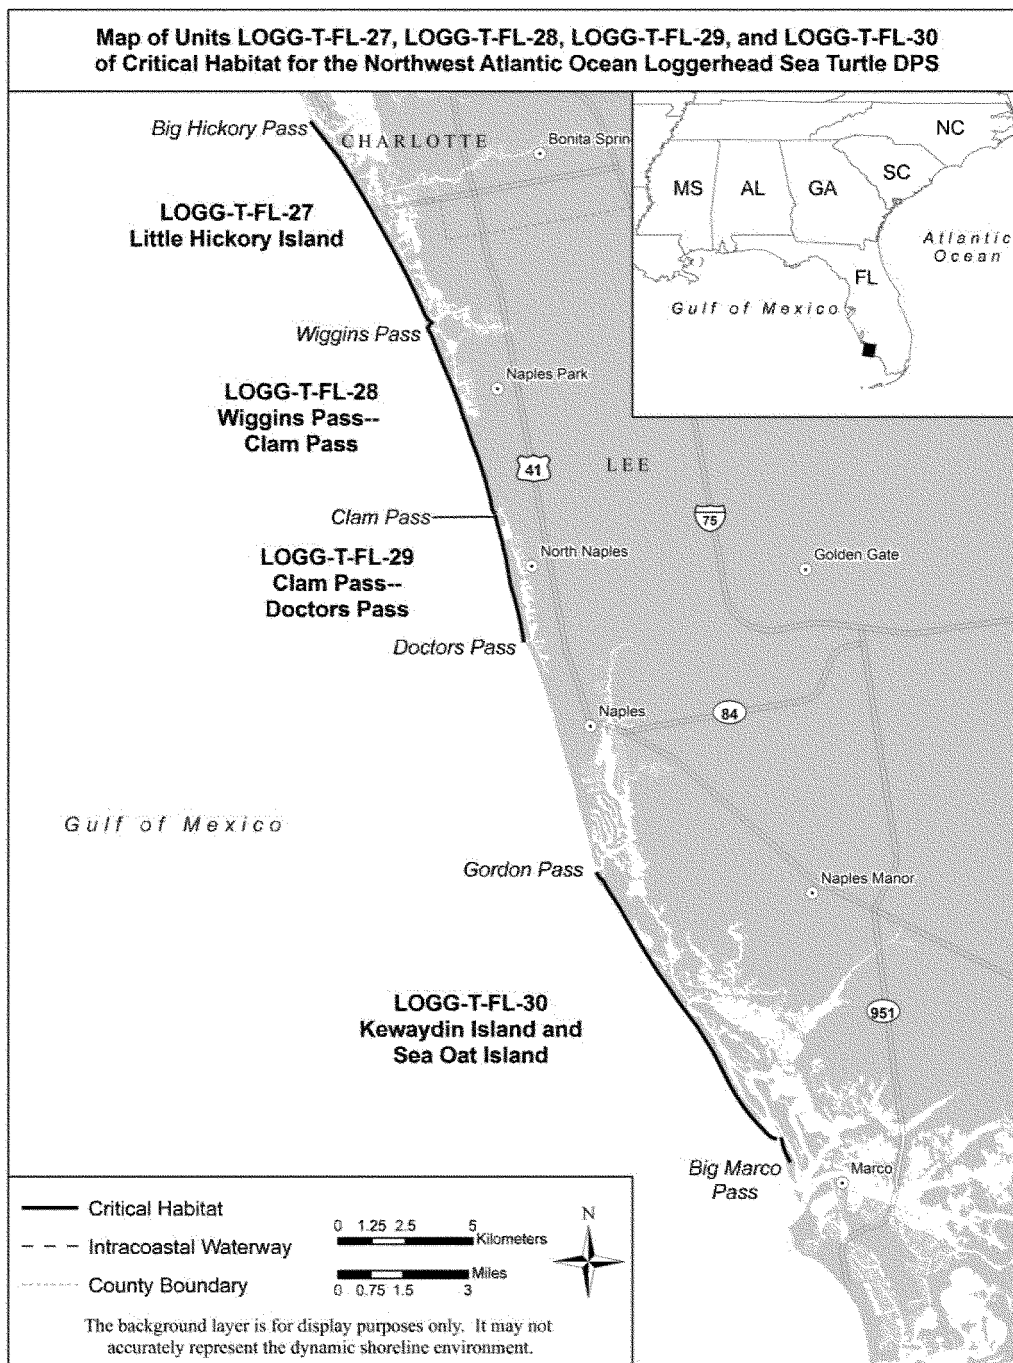 Map of Units LOGG-T-FL-27, LOGG-T-FL-28, LOGG-T-FL-29, and LOGG-T-FL-30
of Critical Habitat for the Northwest Atlantic Ocean Loggerhead Sea Turtle DPS
Big Hickory Pass
CHARLOTTE
Bonita Sprin
LOGG-T-FL-27
Little Hickory Island
Wiggins Pass
Naples Park
LOGG-T-FL-28
Wiggins Pass--
Clam Pass
41
LEE
75
Clam Pass
North Naples
Golden Gate
LOGG-T-FL-29
Clam Pass--
Doctors Pass
Doctors Pass
Naples
84
Gulf of Mexico
Gordon Pass
Naples Manor
LOGG-T-FL-30
Kewaydin Island and
Sea Oat Island
951
Big Marco
Pass
Marco
NC
SC
MS
AL
GA
Atlantic
Ocean
FL
Gulf of Mexico
Critical Habitat
Intracoastal Waterway
County Boundary
0 1.25 2.5 5
Kilometers
Miles
0 0.75 1.5 3
N
The background layer is for display purposes only. It may not
accurately represent the dynamic shoreline environment.